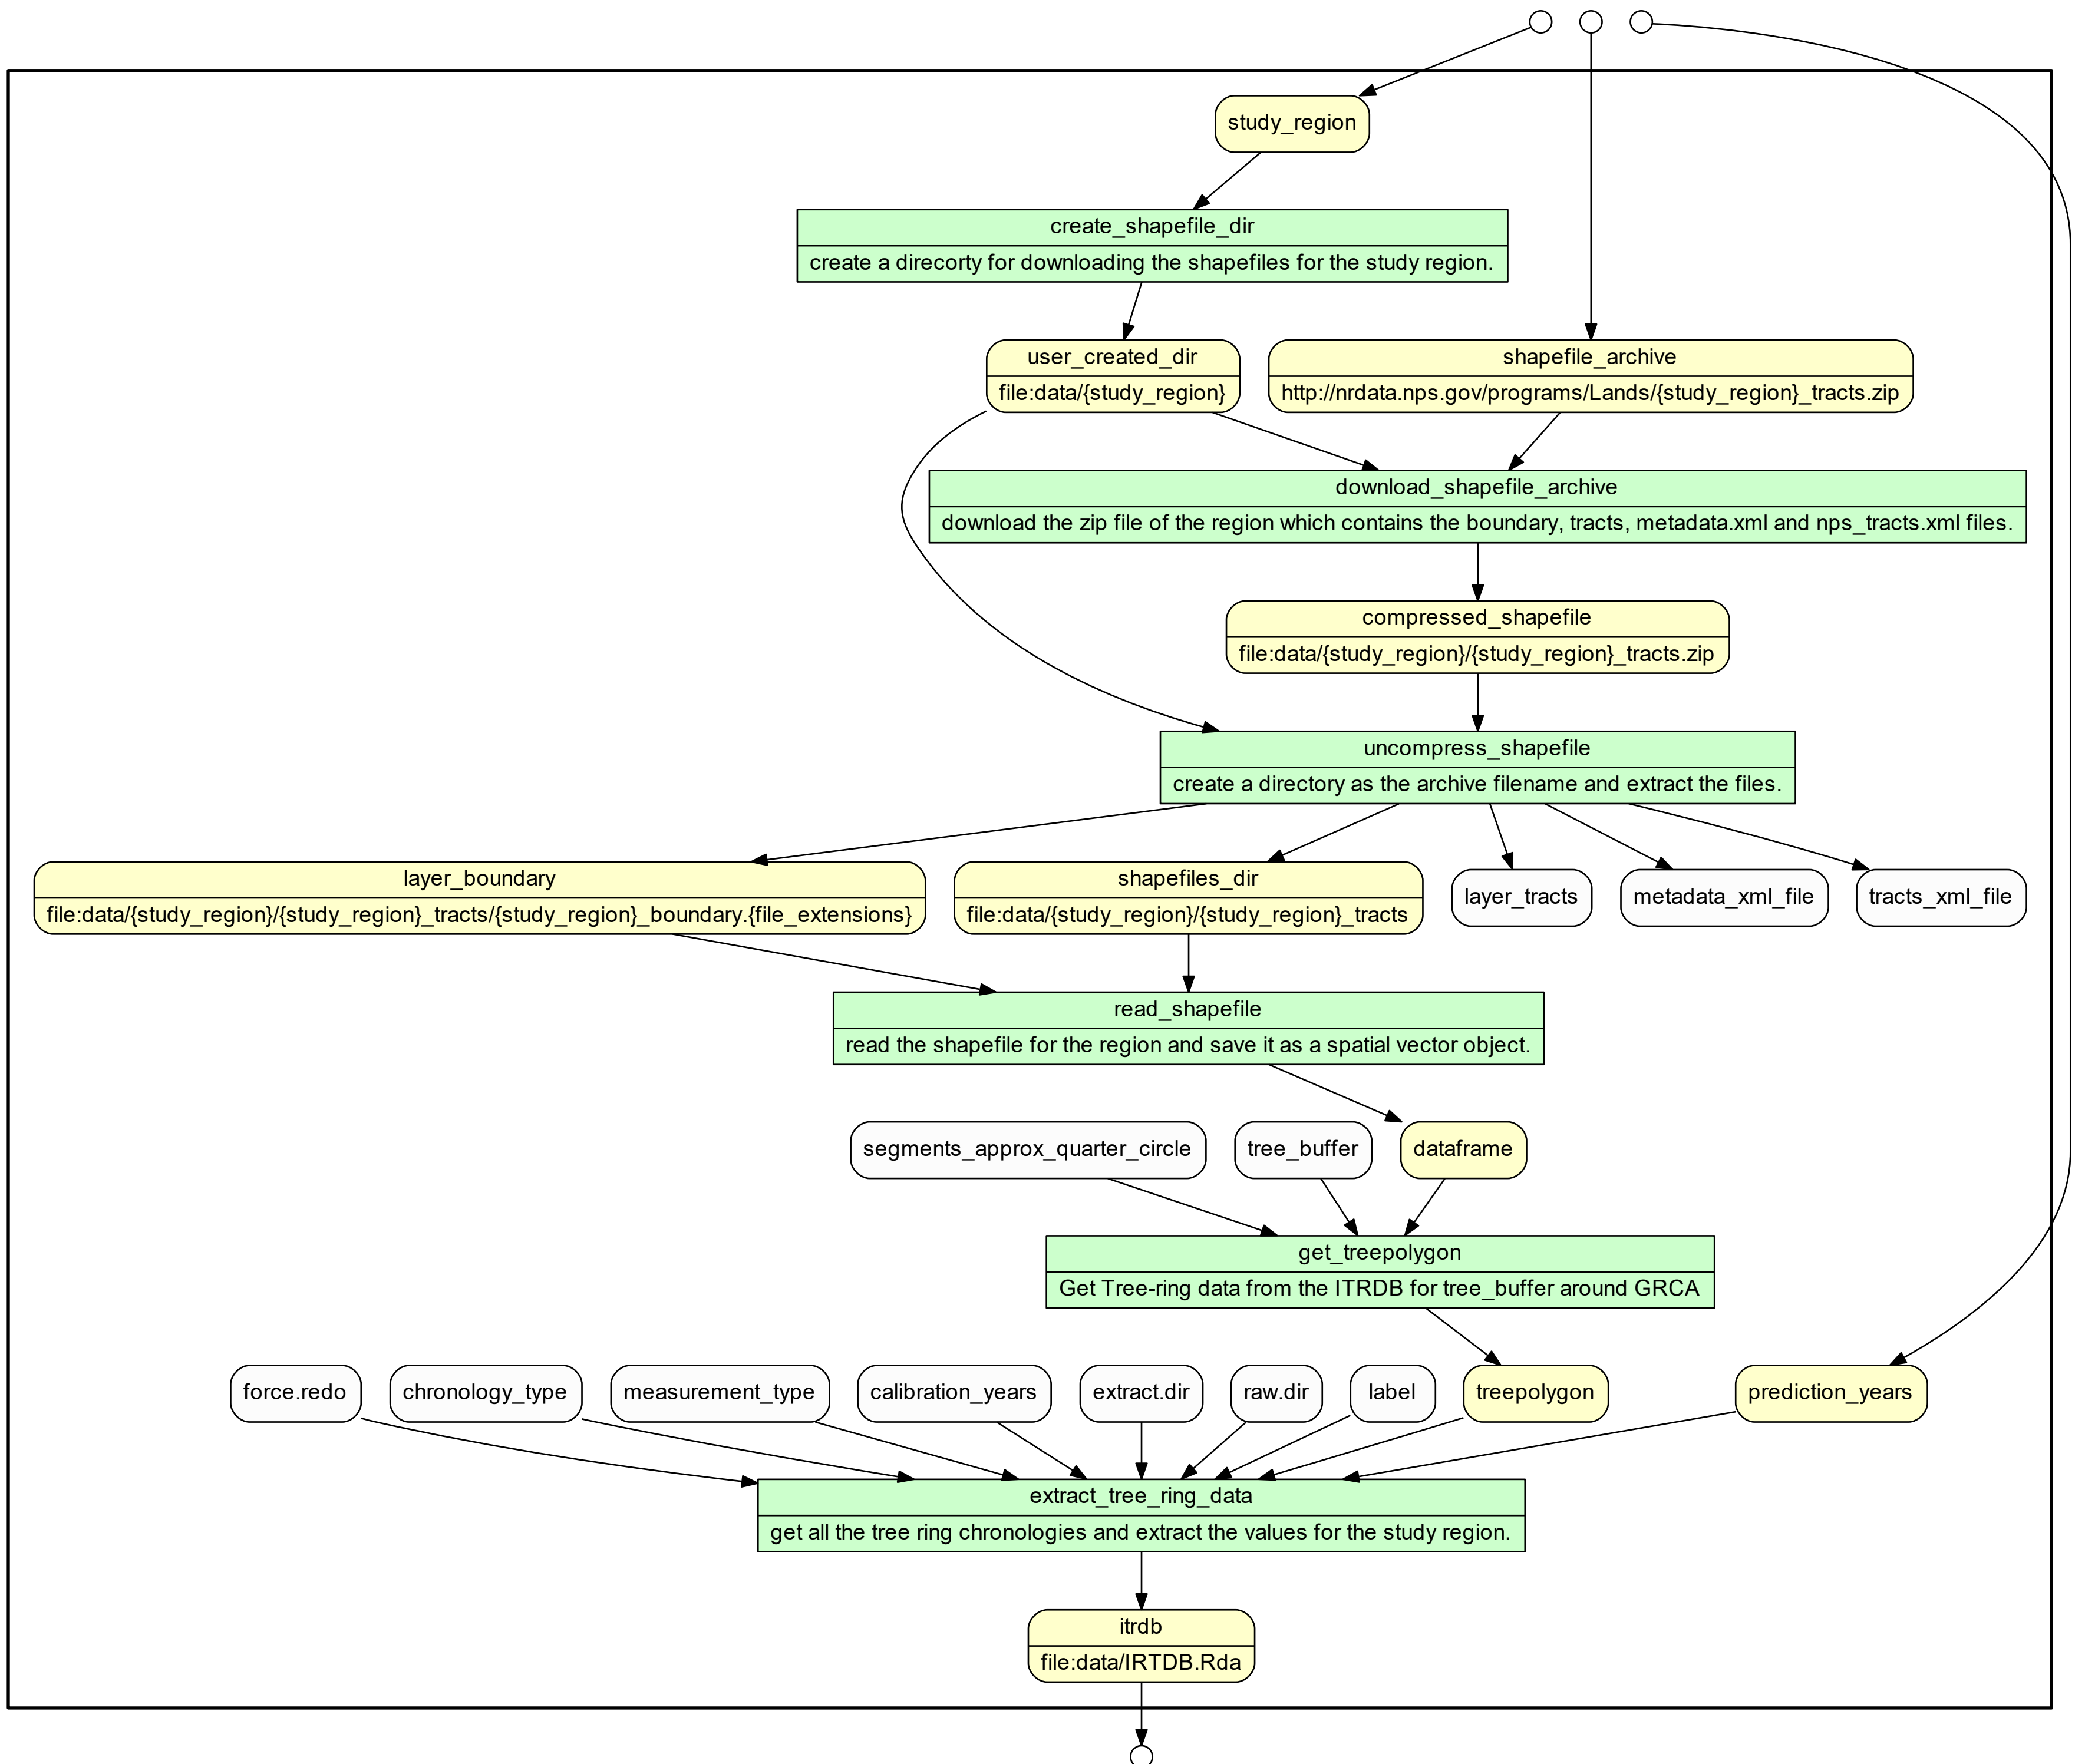 study_region
create_shapefile_dir
create a direcorty for downloading the shapefiles for the study region.
user_created_dir
file:data/{study_region}
shapefile_archive
http://nrdata.nps.gov/programs/Lands/{study_region}_tracts.zip
download_shapefile_archive
download the zip file of the region which contains the boundary, tracts, metadata.xml and nps_tracts.xml files.
compressed_shapefile
file:data/{study_region}/{study_region}_tracts.zip
uncompress_shapefile
create a directory as the archive filename and extract the files.
layer_boundary
file:data/{study_region}/{study_region}_tracts/{study_region}_boundary.{file_extensions}
shapefiles_dir
file:data/{study_region}/{study_region}_tracts
layer_tracts
metadata_xml_file
tracts_xml_file
read_shapefile
read the shapefile for the region and save it as a spatial vector object.
segments_approx_quarter_circle
tree_buffer
dataframe
get_treepolygon
Get Tree-ring data from the ITRDB for tree_buffer around GRCA
force.redo
chronology_type
measurement_type
calibration_years
extract.dir
raw.dir
label
treepolygon
prediction_years
extract_tree_ring_data
get all the tree ring chronologies and extract the values for the study region.
itrdb
file:data/IRTDB.Rda